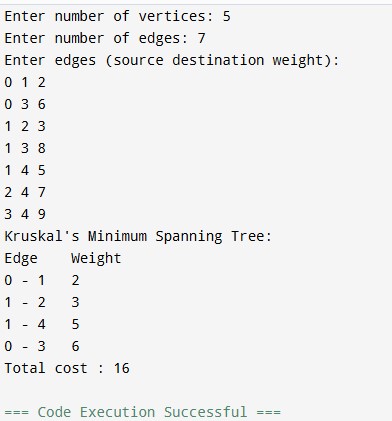 Enter number of vertices: 5
Enter number of edges: 7
Enter edges (source destination weight):
0 1 2
0 3 6
1 2 3
1 3 8
1 4 5
2 4 7
3 4 9
Kruskal's Minimum Spanning Tree:
Edge    Weight
0 - 1   2
1 - 2   3
1 - 4   5
0 - 3   6
Total cost : 16
=== Code Execution Successful ===